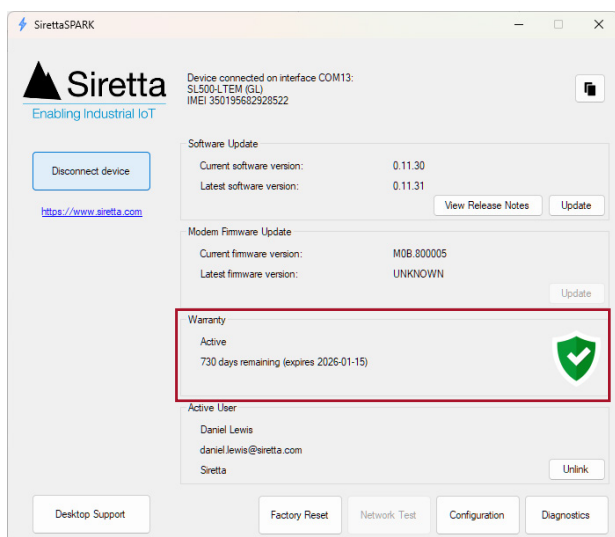 SirettaSPARK
Siretta
Enabling Industrial IoT
Device connected on interface COM13:
SL500-LTEM (GL)
IMEI 350195682928522
Disconnect device
https://www.siretta.com
Software Update
Current software version: 0.11.30
Latest software version: 0.11.31
View Release Notes
Update
Modem Firmware Update
Current firmware version: M0B.800005
Latest firmware version: UNKNOWN
Update
Warranty
Active
730 days remaining (expires 2026-01-15)
Active User
Daniel Lewis
daniel.lewis@siretta.com
Siretta
Unlink
Desktop Support
Factory Reset
Network Test
Configuration
Diagnostics